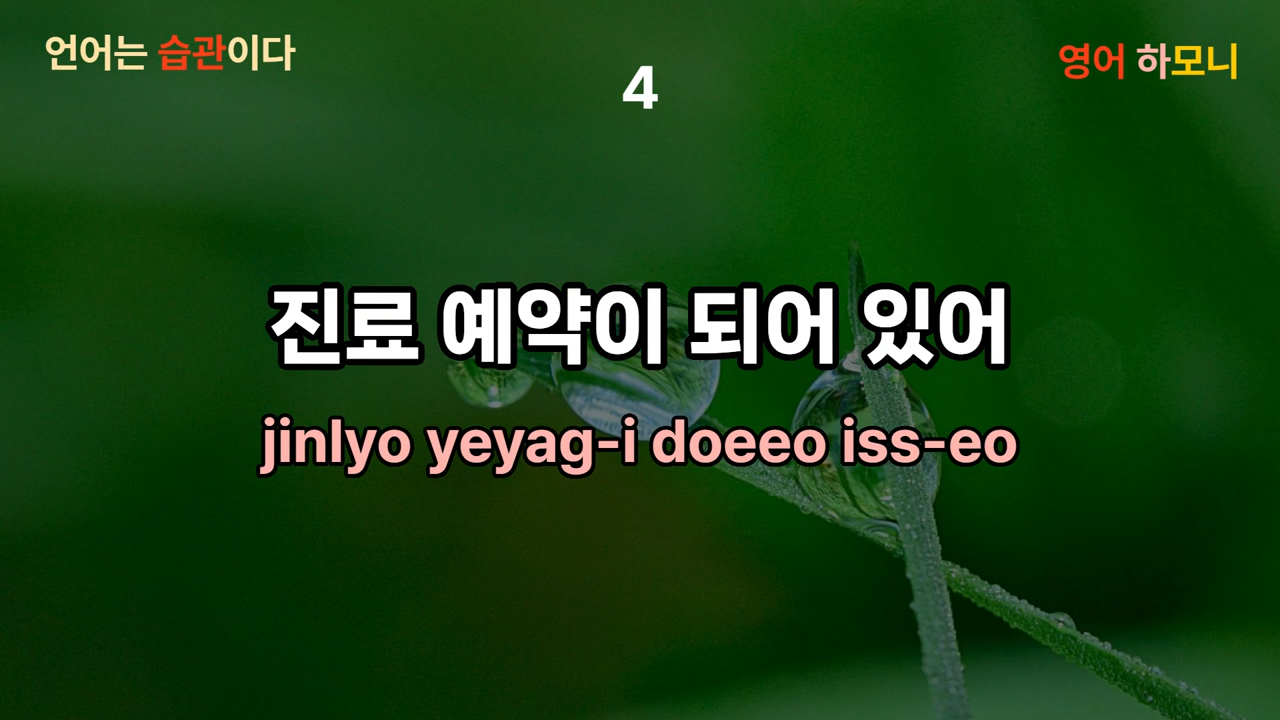 언어는 습관이다
영어 하모니
4
진료 예약이 되어 있어
jinlyo yeyag-i doeeo iss-eo